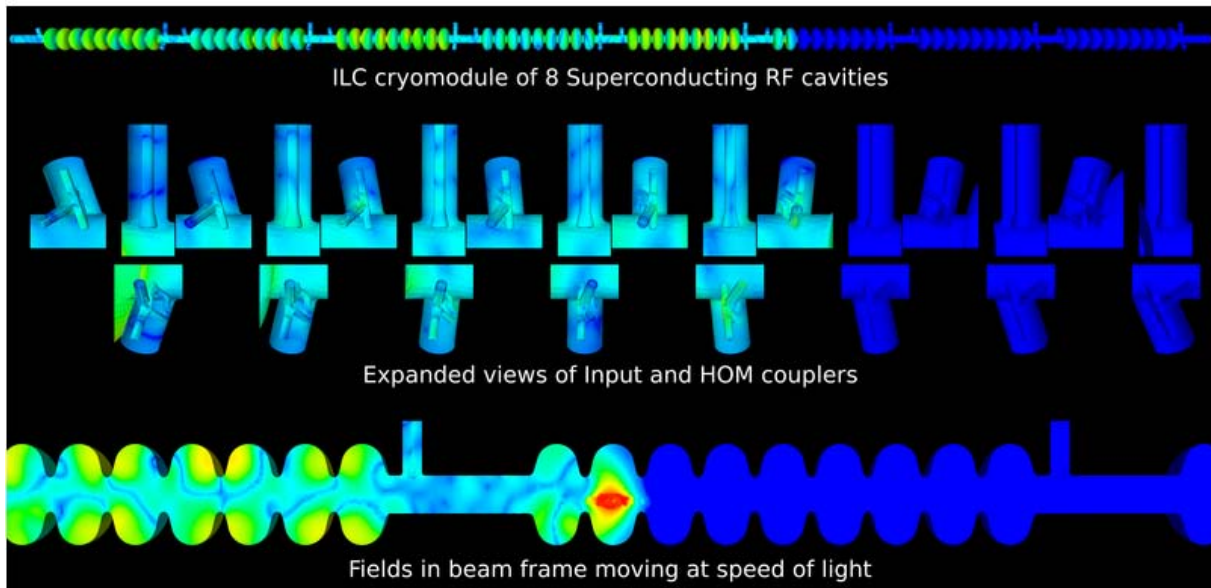 ILC cryomodule of 8 Superconducting RF cavities
Expanded views of Input and HOM couplers
Fields in beam frame moving at speed of light